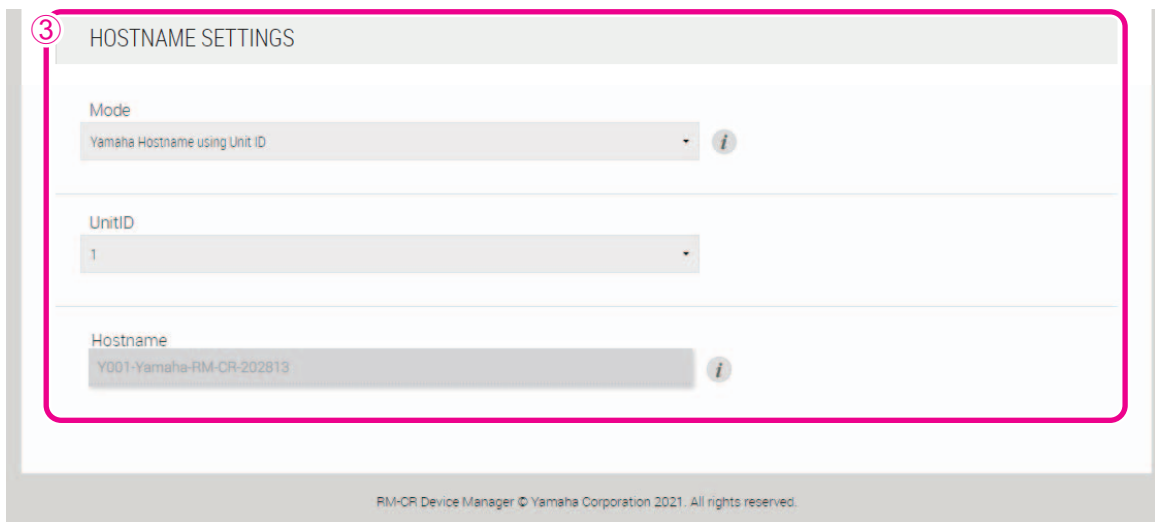 ③
HOSTNAME SETTINGS
Mode
Yamaha Hostname using Unit ID
i
UnitID
1
Hostname
Y001-Yamaha-RM-CR-202813
i
RM-CR Device Manager © Yamaha Corporation 2021. All rights reserved.